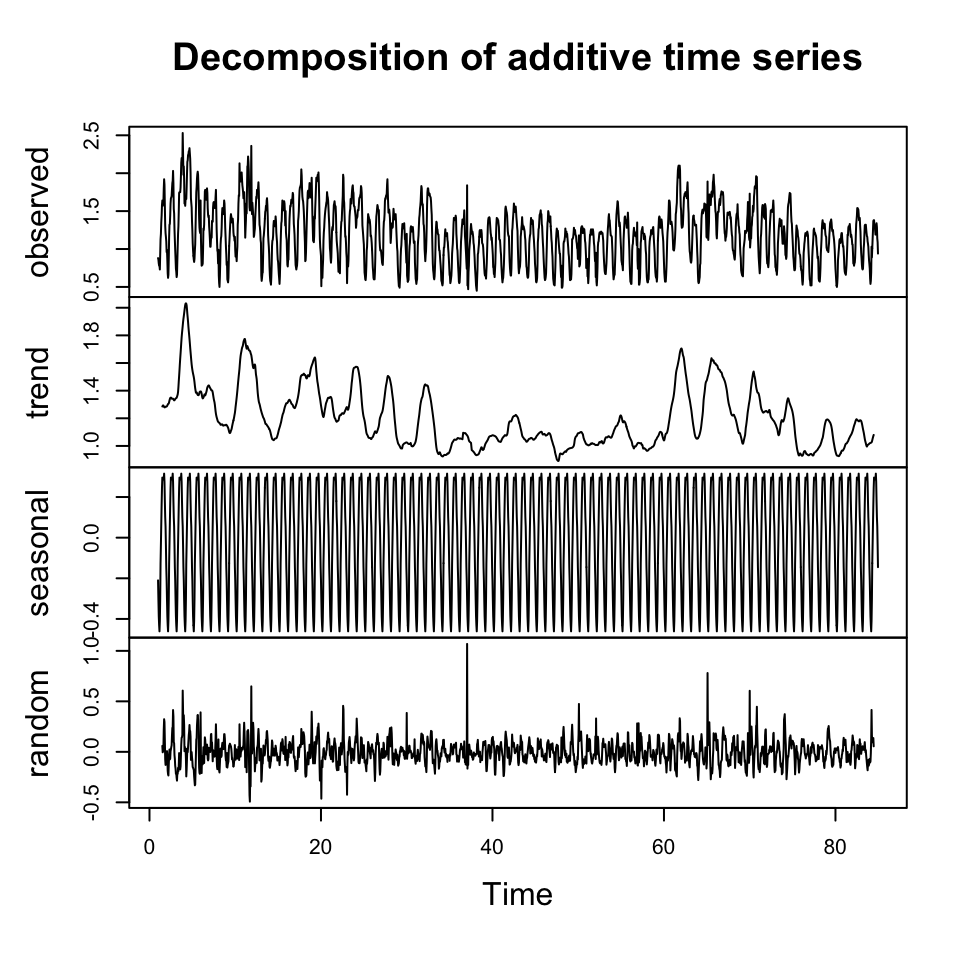 Decomposition of additive time series
observed
0.5 1.5 2.5
trend
1.0 1.4 1.8
seasonal
-0.4 0.0
random
-0.5 0.0 0.5 1.0
0 20 40 60 80
Time